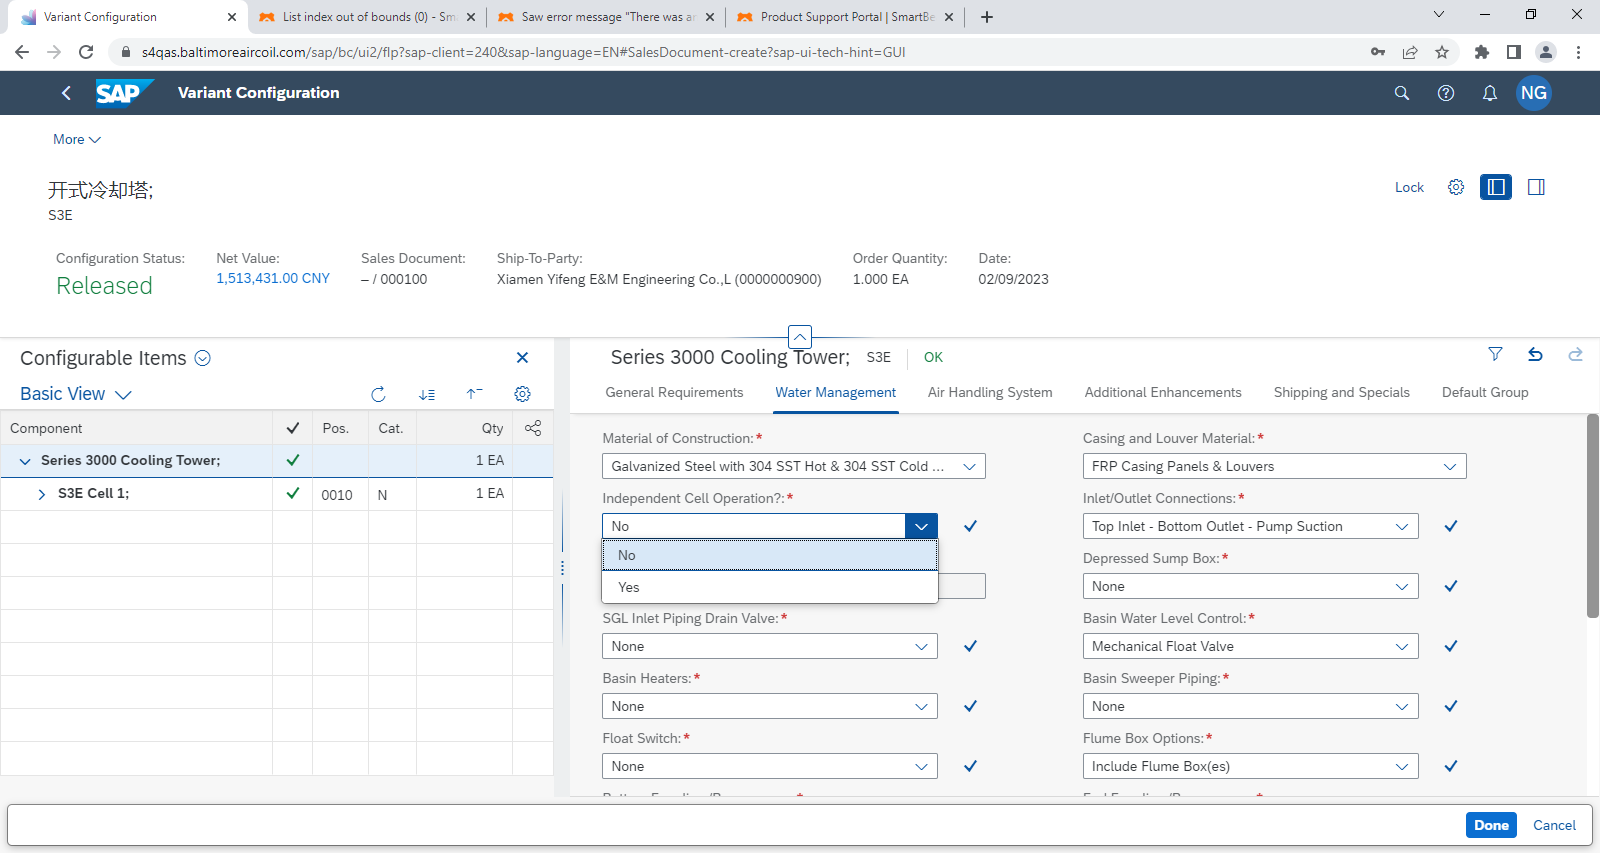 Variant Configuration
List index out of bounds (0) - Sm
Saw error message "There was ar
Product Support Portal | SmartBe
s4qas.baltimoreaircoil.com/sap/bc/ui2/flp?sap-client=240&sap-language=EN#SalesDocument-create?sap-ui-tech-hint=GUI
SAP
Variant Configuration
NG
More
开式冷却塔;
S3E
Lock
Configuration Status:
Released
Net Value:
1,513,431.00 CNY
Sales Document:
– / 000100
Ship-To-Party:
Xiamen Yifeng E&M Engineering Co.,L (0000000900)
Order Quantity:
1.000 EA
Date:
02/09/2023
Configurable Items
Basic View
Component Pos. Cat. Qty
Series 3000 Cooling Tower; 1 EA
S3E Cell 1; 0010 N 1 EA
Series 3000 Cooling Tower; S3E OK
General Requirements Water Management Air Handling System Additional Enhancements Shipping and Specials Default Group
Material of Construction:*
Galvanized Steel with 304 SST Hot & 304 SST Cold ...
Casing and Louver Material:*
FRP Casing Panels & Louvers
Independent Cell Operation?:*
No
No
Yes
Inlet/Outlet Connections:*
Top Inlet - Bottom Outlet - Pump Suction
Depressed Sump Box:*
None
SGL Inlet Piping Drain Valve:*
None
Basin Water Level Control:*
Mechanical Float Valve
Basin Heaters:*
None
Basin Sweeper Piping:*
None
Float Switch:*
None
Flume Box Options:*
Include Flume Box(es)
Done
Cancel